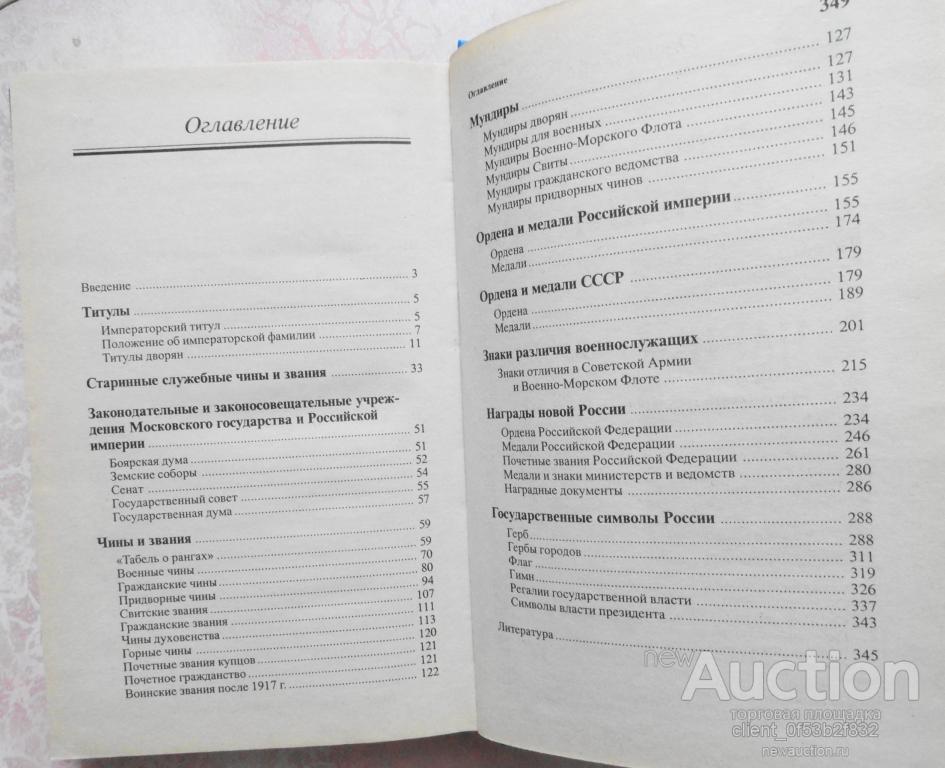 Оглавление
Введение 3
Титулы 5
Императорский титул 5
Положение об императорской фамилии 7
Титулы дворян 11
Старинные служебные чины и звания 33
Законодательные и законосовещательные учреж-
дения Московского государства и Российской
империи 51
Боярская дума 51
Земские соборы 52
Сенат 54
Государственный совет 55
Государственная дума 57
Чины и звания 59
«Табель о рангах» 59
Военные чины 70
Гражданские чины 80
Придворные чины 94
Свитские звания 107
Гражданские звания 111
Чины духовенства 113
Горные чины 120
Почетные звания купцов 121
Почетное гражданство 121
Воинские звания после 1917 г. 122
Оглавление 349
Мундиры 127
Мундиры дворян 127
Мундиры для военных 131
Мундиры Военно-Морского Флота 143
Мундиры Свиты 145
Мундиры гражданского ведомства 146
Мундиры придворных чинов 151
Ордена и медали Российской империи 155
Ордена 155
Медали 174
Ордена и медали СССР 179
Ордена 179
Медали 189
Знаки различия военнослужащих 201
Знаки отличия в Советской Армии
и Военно-Морском Флоте 215
Награды новой России 234
Ордена Российской Федерации 234
Медали Российской Федерации 246
Почетные звания Российской Федерации 261
Медали и знаки министерств и ведомств 280
Наградные документы 286
Государственные символы России 288
Герб 288
Гербы городов 311
Флаг 319
Гимн 326
Регалии государственной власти 337
Символы власти президента 343
Литература 345
newAuction
торговая площадка
client_0f53b2f832
newauction.ru